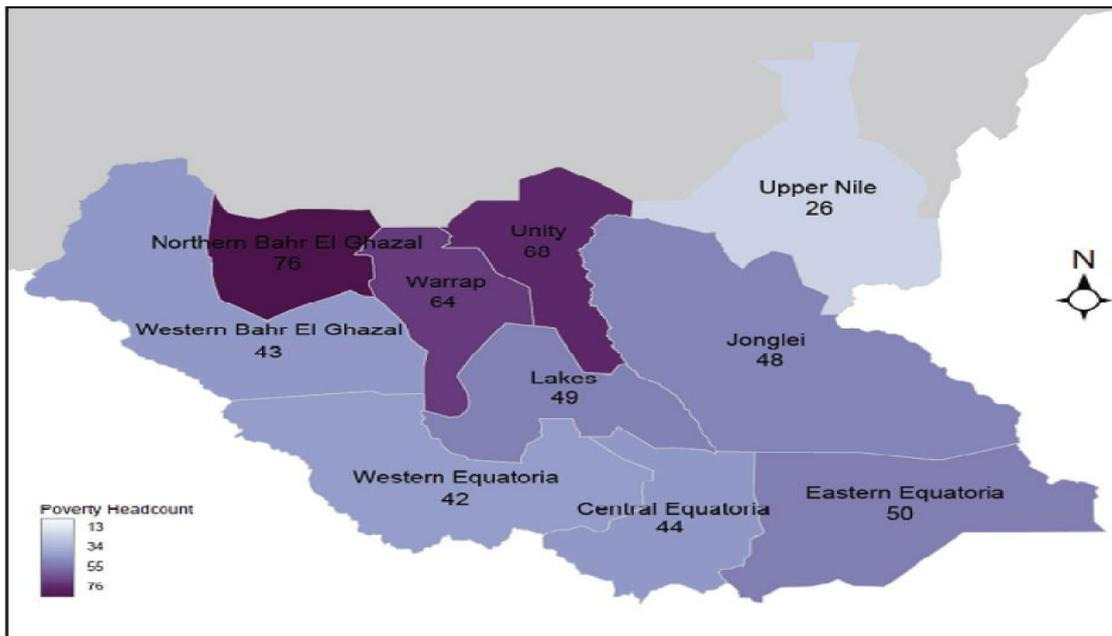 Upper Nile
26
N
Northern Bahr El Ghazal
76
Unity
68
Warrap
64
Western Bahr El Ghazal
43
Jonglei
48
Lakes
49
Western Equatoria
42
Central Equatoria
44
Eastern Equatoria
50
Poverty Headcount
13
34
55
76